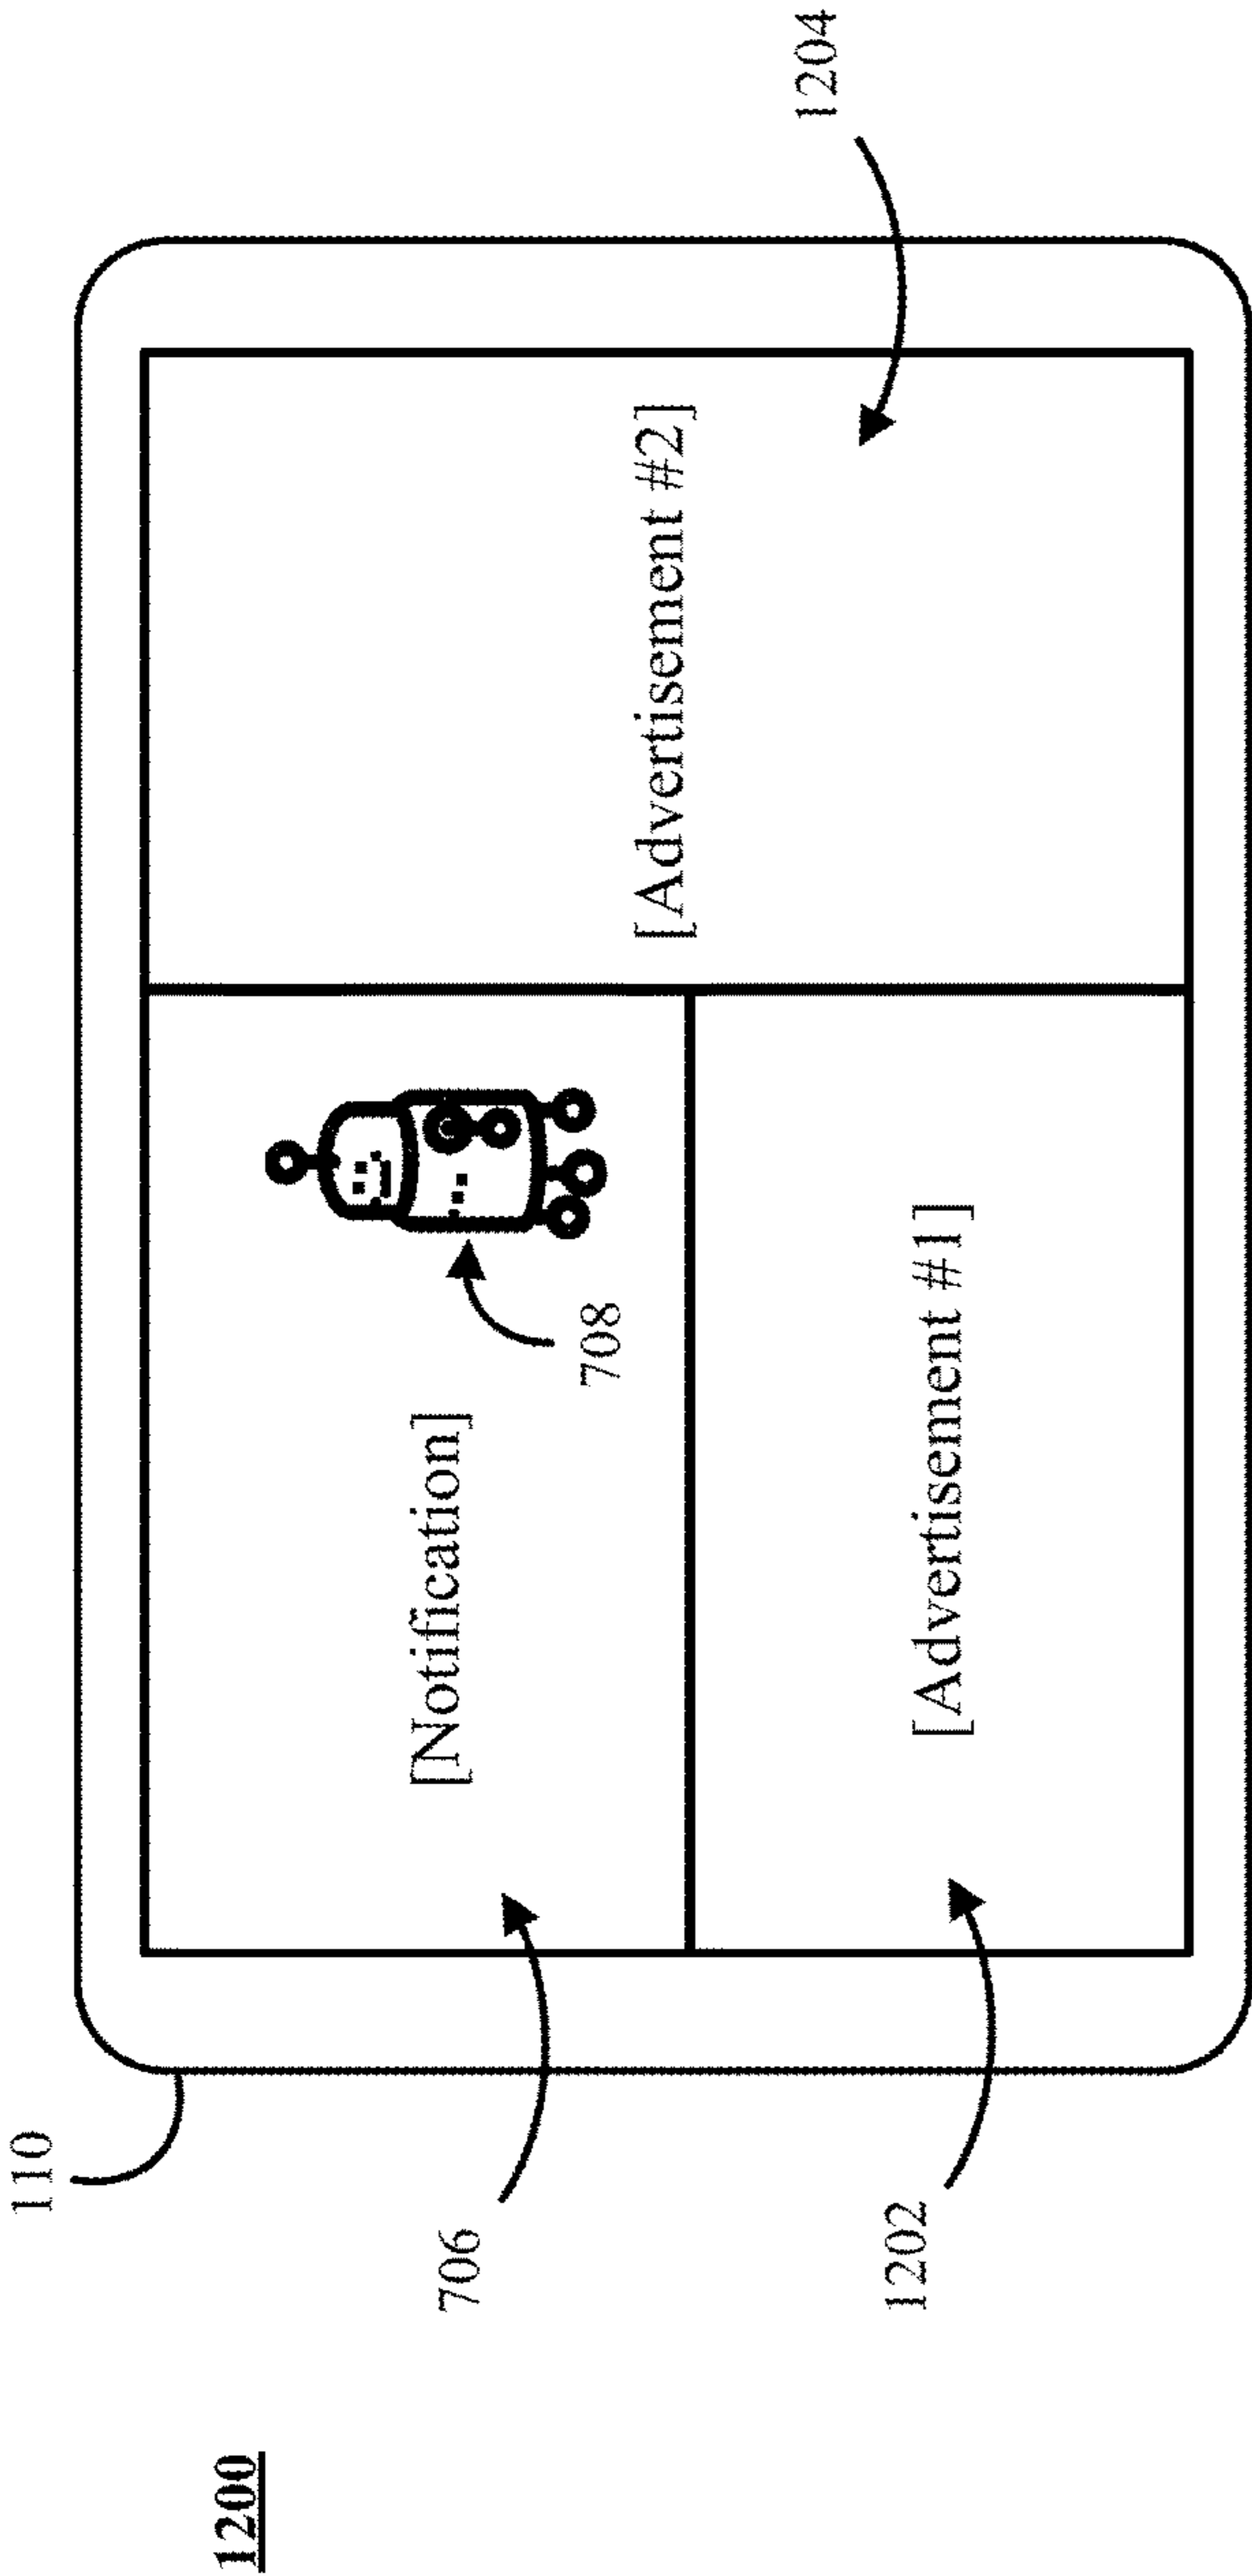 1200
110
[Notification]
706
708
[Advertisement #2]
1204
[Advertisement #1]
1202